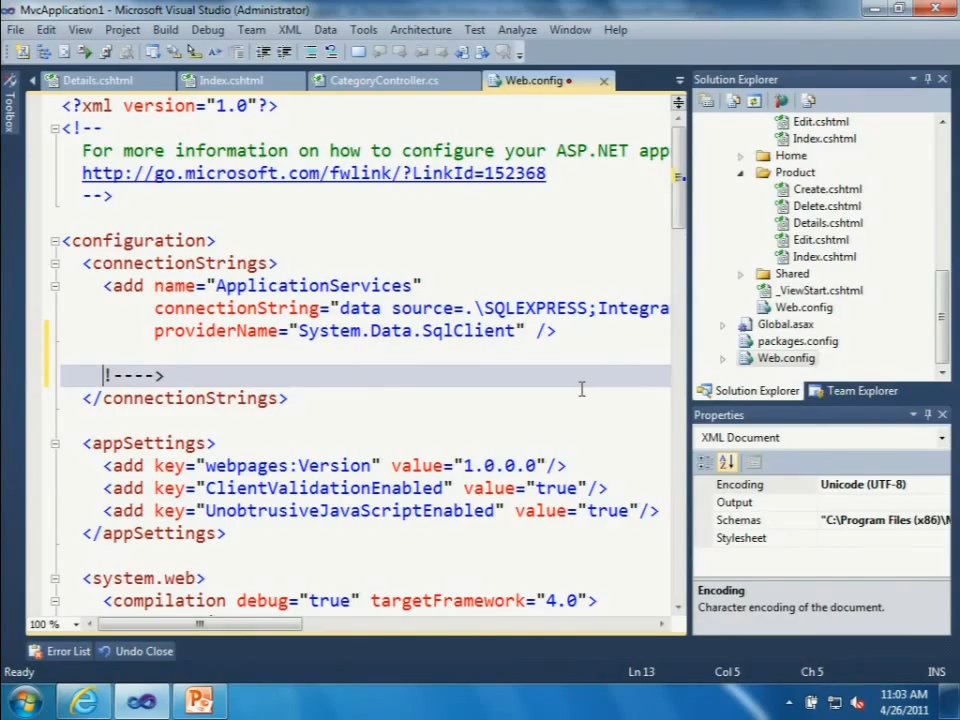 MvcApplication1 - Microsoft Visual Studio (Administrator)
File Edit View Project Build Debug Team XML Data Tools Architecture Test Analyze Window Help
Toolbox
Details.cshtml Index.cshtml CategoryController.cs Web.config
<?xml version="1.0"?>
<!--
For more information on how to configure your ASP.NET app
http://go.microsoft.com/fwlink/?LinkId=152368
-->
<configuration>
<connectionStrings>
<add name="ApplicationServices"
connectionString="data source=.\SQLEXPRESS;Integra
providerName="System.Data.SqlClient" />
!---->
</connectionStrings>
<appSettings>
<add key="webpages:Version" value="1.0.0.0"/>
<add key="ClientValidationEnabled" value="true"/>
<add key="UnobtrusiveJavaScriptEnabled" value="true"/>
</appSettings>
<system.web>
<compilation debug="true" targetFramework="4.0">
100 %
Solution Explorer
Edit.cshtml
Index.cshtml
Home
Product
Create.cshtml
Delete.cshtml
Details.cshtml
Edit.cshtml
Index.cshtml
Shared
_ViewStart.cshtml
Web.config
Global.asax
packages.config
Web.config
Solution Explorer Team Explorer
Properties
XML Document
Encoding Unicode (UTF-8)
Output
Schemas "C:\Program Files (x86)\M
Stylesheet
Encoding
Character encoding of the document.
Error List Undo Close
Ready Ln 13 Col 5 Ch 5 INS
11:03 AM
4/26/2011